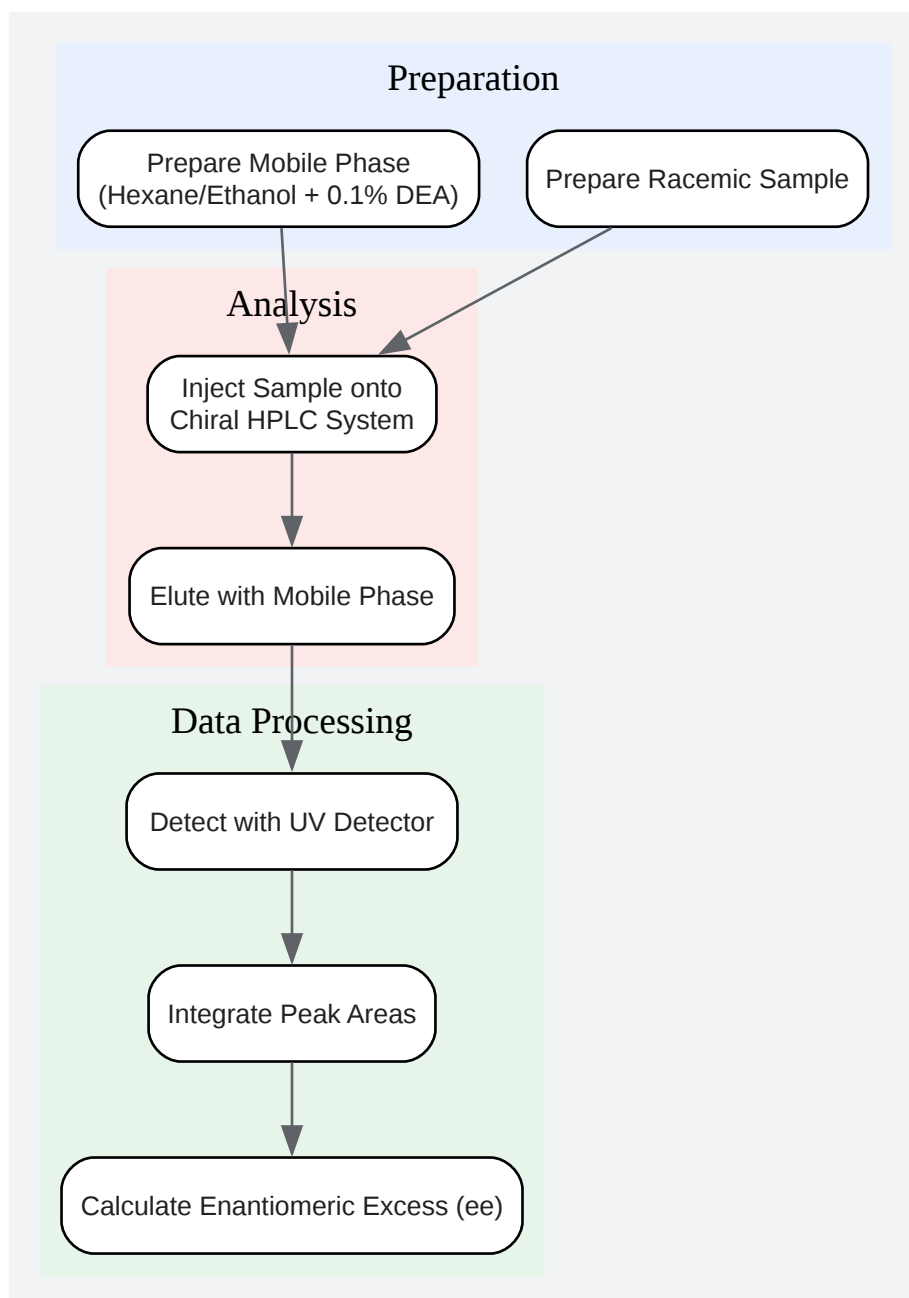 Preparation
Prepare Mobile Phase
(Hexane/Ethanol + 0.1% DEA)
Prepare Racemic Sample
Analysis
Inject Sample onto
Chiral HPLC System
Elute with Mobile Phase
Data Processing
Detect with UV Detector
Integrate Peak Areas
Calculate Enantiomeric Excess (ee)